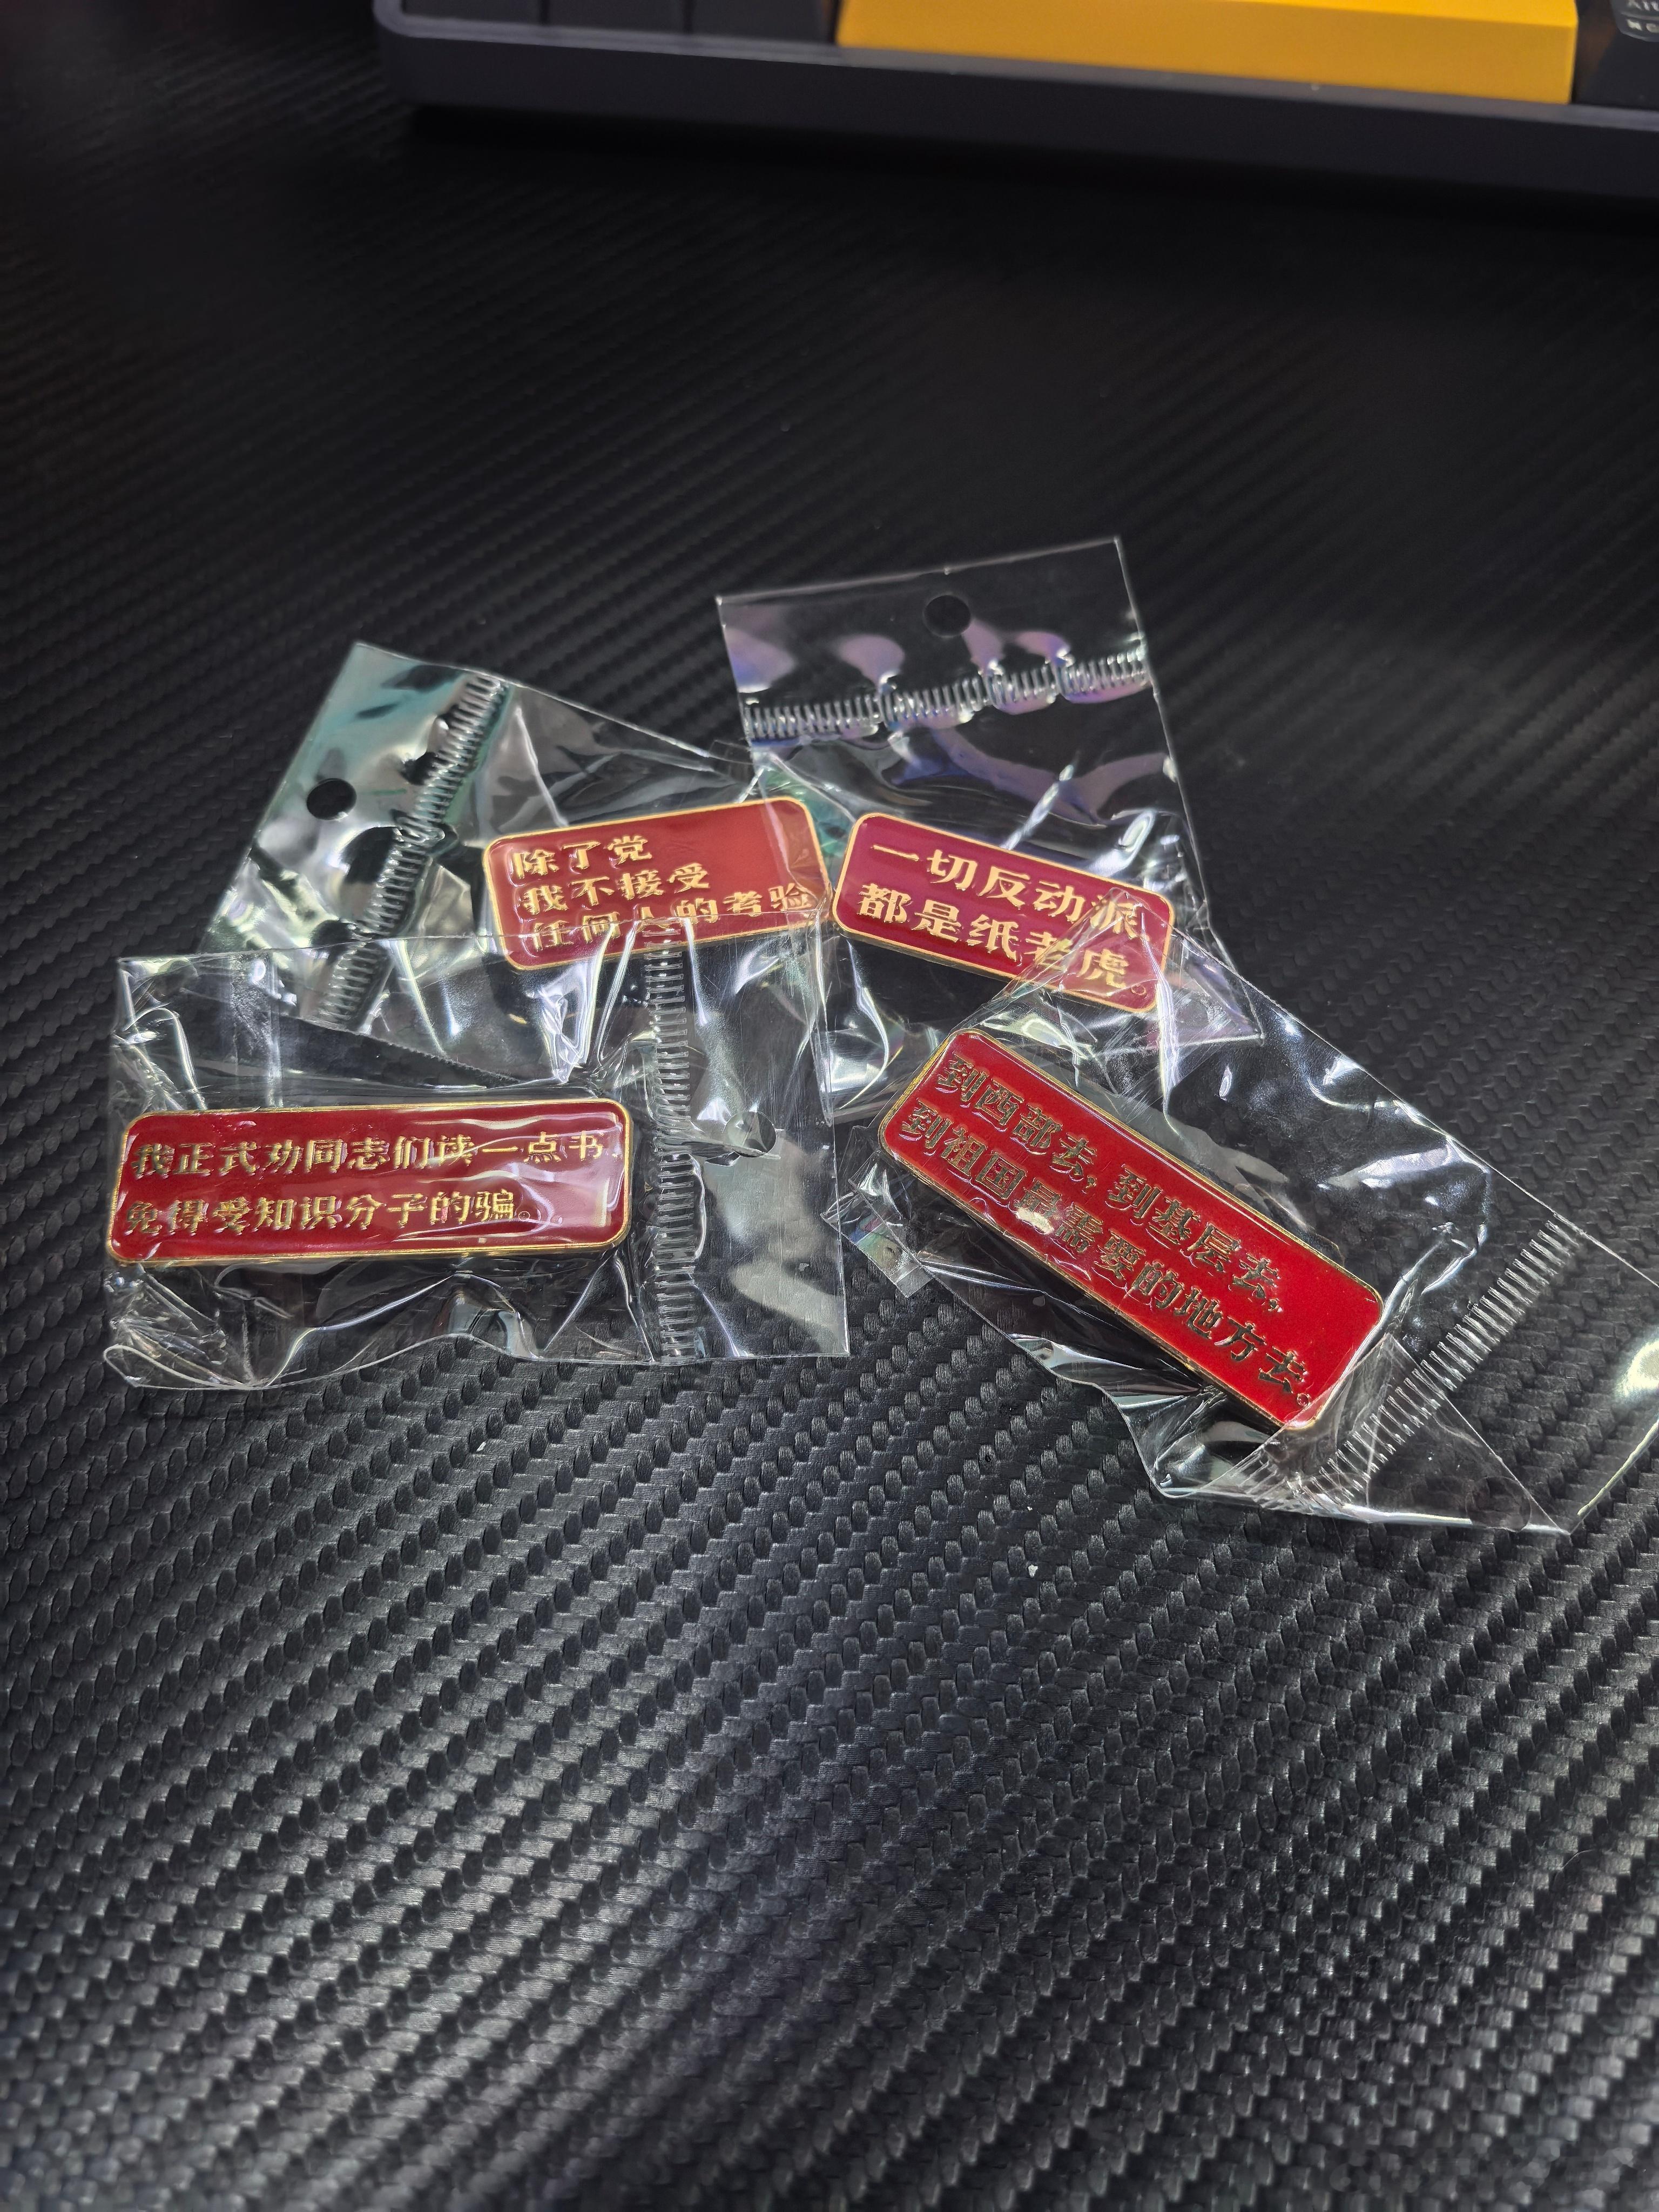 除了党
我不接受
任何人的考验
一切反动派
都是纸老虎。
我正式劝同志们读一点书
免得受知识分子的骗。
到西部去，到基层去，
到祖国最需要的地方去。